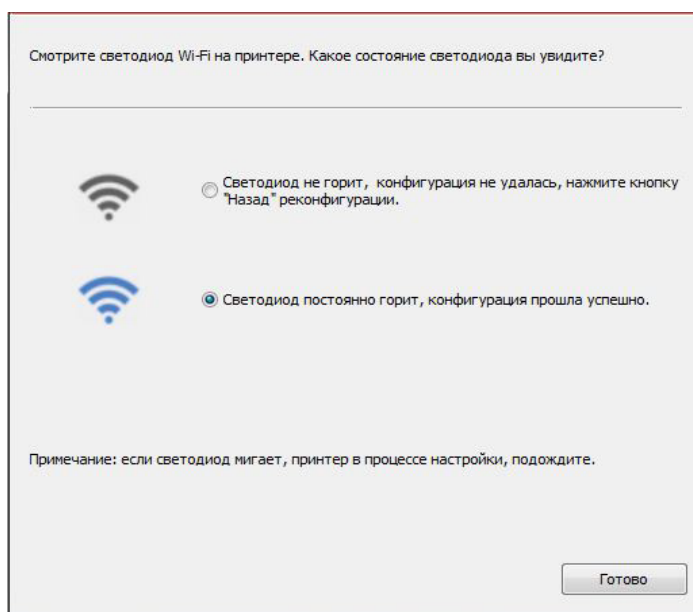 Смотрите светодиод Wi-Fi на принтере. Какое состояние светодиода вы увидите?
Светодиод не горит, конфигурация не удалась, нажмите кнопку
"Назад" реконфигурации.
Светодиод постоянно горит, конфигурация прошла успешно.
Примечание: если светодиод мигает, принтер в процессе настройки, подождите.
Готово